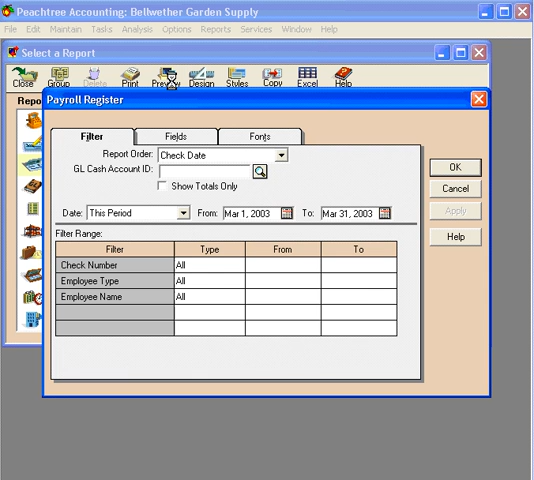 Peachtree Accounting: Bellwether Garden Supply
File Edit Maintain Tasks Analysis Options Reports Services Window Help
Select a Report
Close Group Delete Print Design Styles Copy Excel Help
Payroll Register
Filter Fields Fonts
Report Order: Check Date
GL Cash Account ID:
Show Totals Only
OK
Cancel
Apply
Help
Date: This Period From: Mar 1, 2003 To: Mar 31, 2003
Filter Range:
Filter Type From To
Check Number All
Employee Type All
Employee Name All